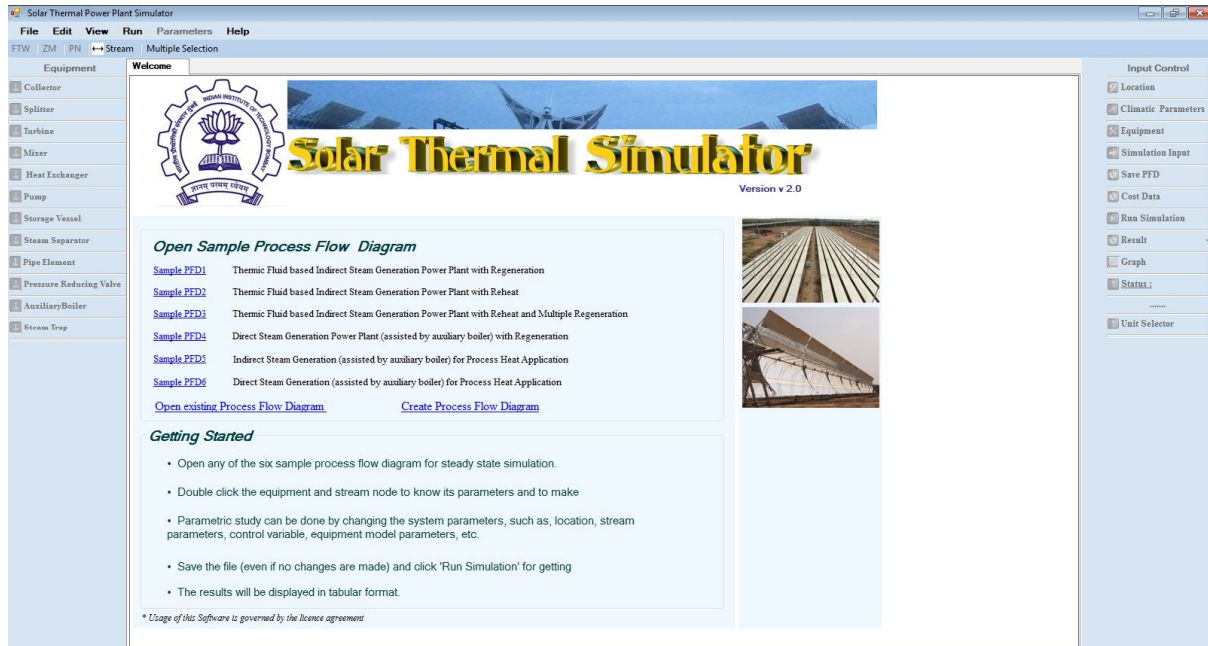 Solar Thermal Power Plant Simulator
File Edit View Run Parameters Help
FTW ZM PN Stream Multiple Selection
Equipment
Collector
Splitter
Turbine
Mixer
Heat Exchanger
Pump
Storage Vessel
Steam Separator
Pipe Element
Pressure Reducing Valve
AuxiliaryBoiler
Steam Trap
Welcome
INDIAN INSTITUTE OF TECHNOLOGY BOMBAY
ज्ञानम् परमम् ध्येयम्
Solar Thermal Simulator
Version v 2.0
Open Sample Process Flow Diagram
Sample PFD1 Thermic Fluid based Indirect Steam Generation Power Plant with Regeneration
Sample PFD2 Thermic Fluid based Indirect Steam Generation Power Plant with Reheat
Sample PFD3 Thermic Fluid based Indirect Steam Generation Power Plant with Reheat and Multiple Regeneration
Sample PFD4 Direct Steam Generation Power Plant (assisted by auxiliary boiler) with Regeneration
Sample PFD5 Indirect Steam Generation (assisted by auxiliary boiler) for Process Heat Application
Sample PFD6 Direct Steam Generation (assisted by auxiliary boiler) for Process Heat Application
Open existing Process Flow Diagram Create Process Flow Diagram
Getting Started
• Open any of the six sample process flow diagram for steady state simulation.
• Double click the equipment and stream node to know its parameters and to make
• Parametric study can be done by changing the system parameters, such as, location, stream
parameters, control variable, equipment model parameters, etc.
• Save the file (even if no changes are made) and click 'Run Simulation' for getting
• The results will be displayed in tabular format.
* Usage of this Software is governed by the licence agreement
Input Control
Location
Climatic Parameters
Equipment
Simulation Input
Save PFD
Cost Data
Run Simulation
Result
Graph
Status :
.......
Unit Selector